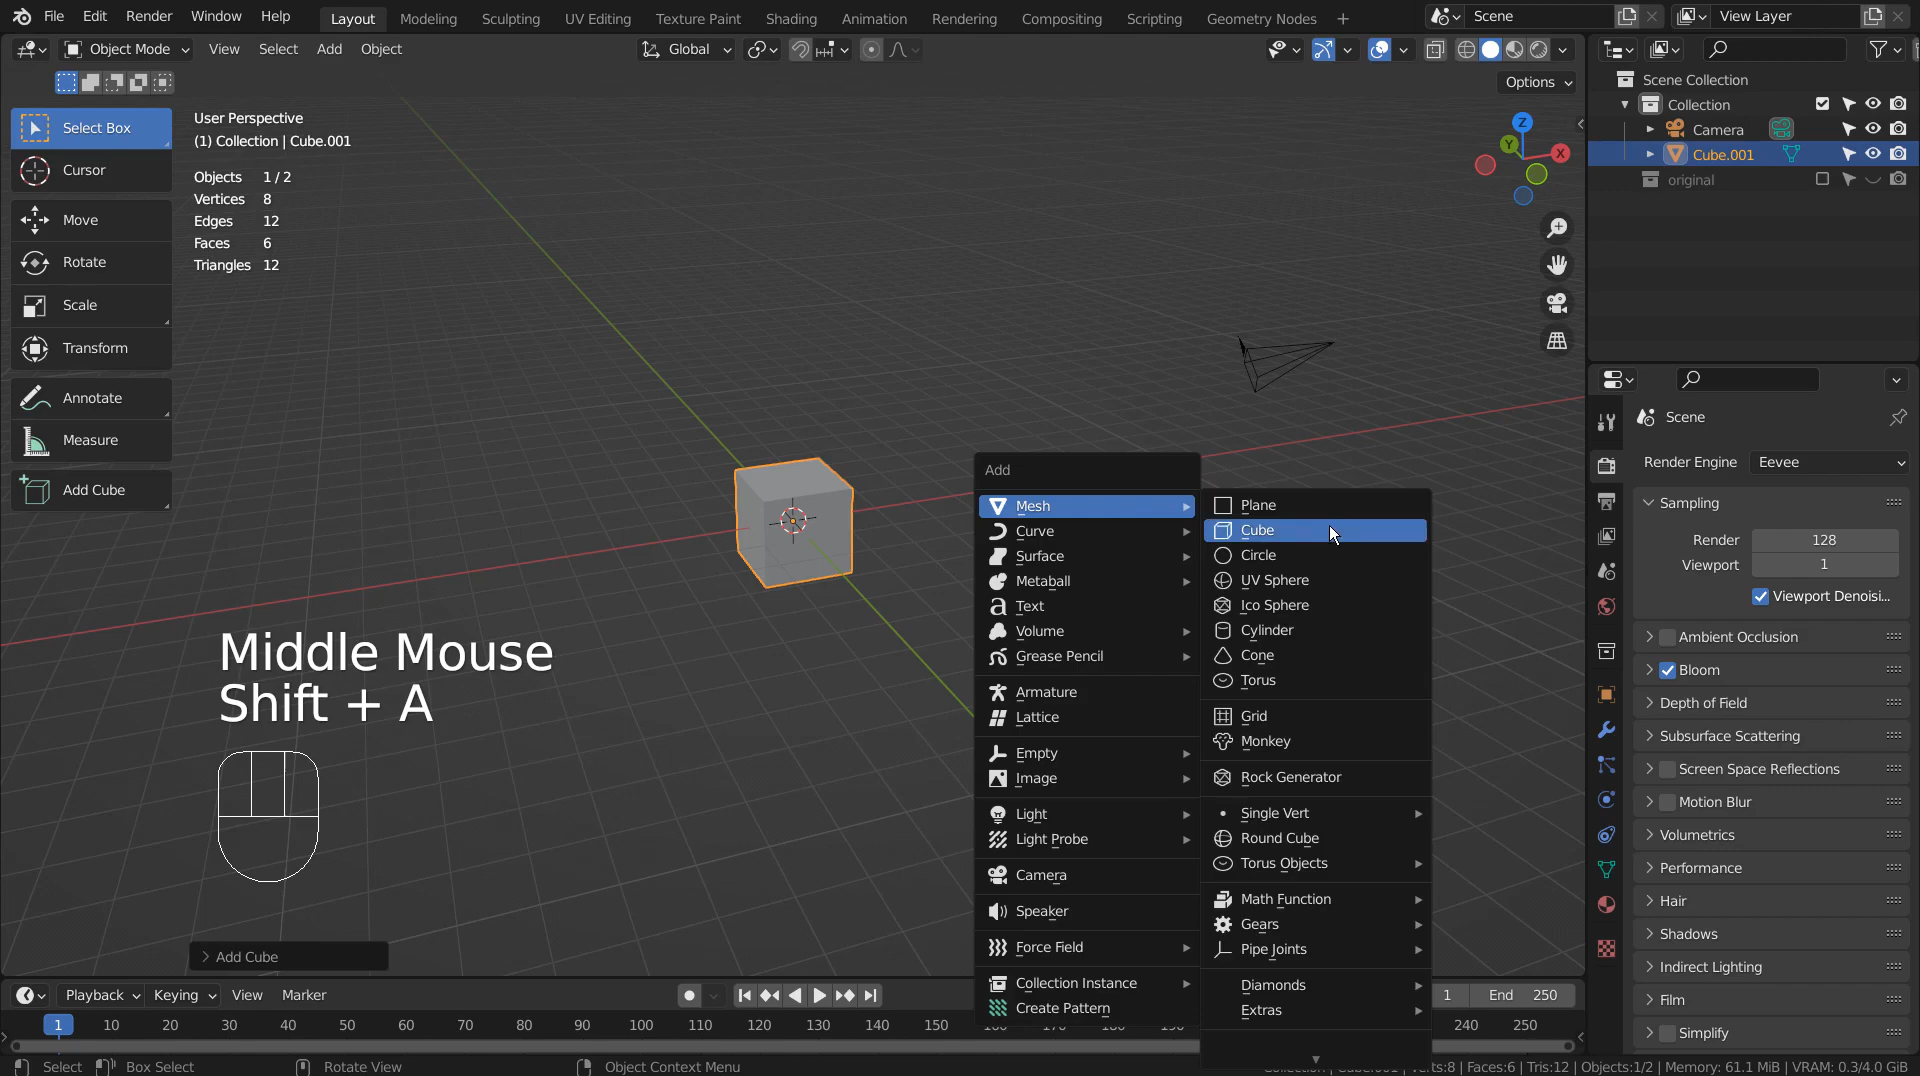 File Edit Render Window Help Layout Modeling Sculpting UV Editing Texture Paint Shading Animation Rendering Compositing Scripting Geometry Nodes + Scene View Layer
Object Mode View Select Add Object Global
Options
Select Box
Cursor
Move
Rotate
Scale
Transform
Annotate
Measure
Add Cube
User Perspective
(1) Collection | Cube.001
Objects 1 / 2
Vertices 8
Edges 12
Faces 6
Triangles 12
Z
Y
X
Middle Mouse
Shift + A
Add Cube
Add
Mesh
Curve
Surface
Metaball
Text
Volume
Grease Pencil
Armature
Lattice
Empty
Image
Light
Light Probe
Camera
Speaker
Force Field
Collection Instance
Create Pattern
Plane
Cube
Circle
UV Sphere
Ico Sphere
Cylinder
Cone
Torus
Grid
Monkey
Rock Generator
Single Vert
Round Cube
Torus Objects
Math Function
Gears
Pipe Joints
Diamonds
Extras
Scene Collection
Collection
Camera
Cube.001
original
Scene
Render Engine Eevee
Sampling
Render 128
Viewport 1
Viewport Denoisi...
Ambient Occlusion
Bloom
Depth of Field
Subsurface Scattering
Screen Space Reflections
Motion Blur
Volumetrics
Performance
Hair
Shadows
Indirect Lighting
Film
Simplify
Playback Keying View Marker 1 End 250
1 10 20 30 40 50 60 70 80 90 100 110 120 130 140 150 240 250
Select Box Select Rotate View Object Context Menu Faces:6 | Tris:12 | Objects:1/2 | Memory: 61.1 MiB | VRAM: 0.3/4.0 GiB